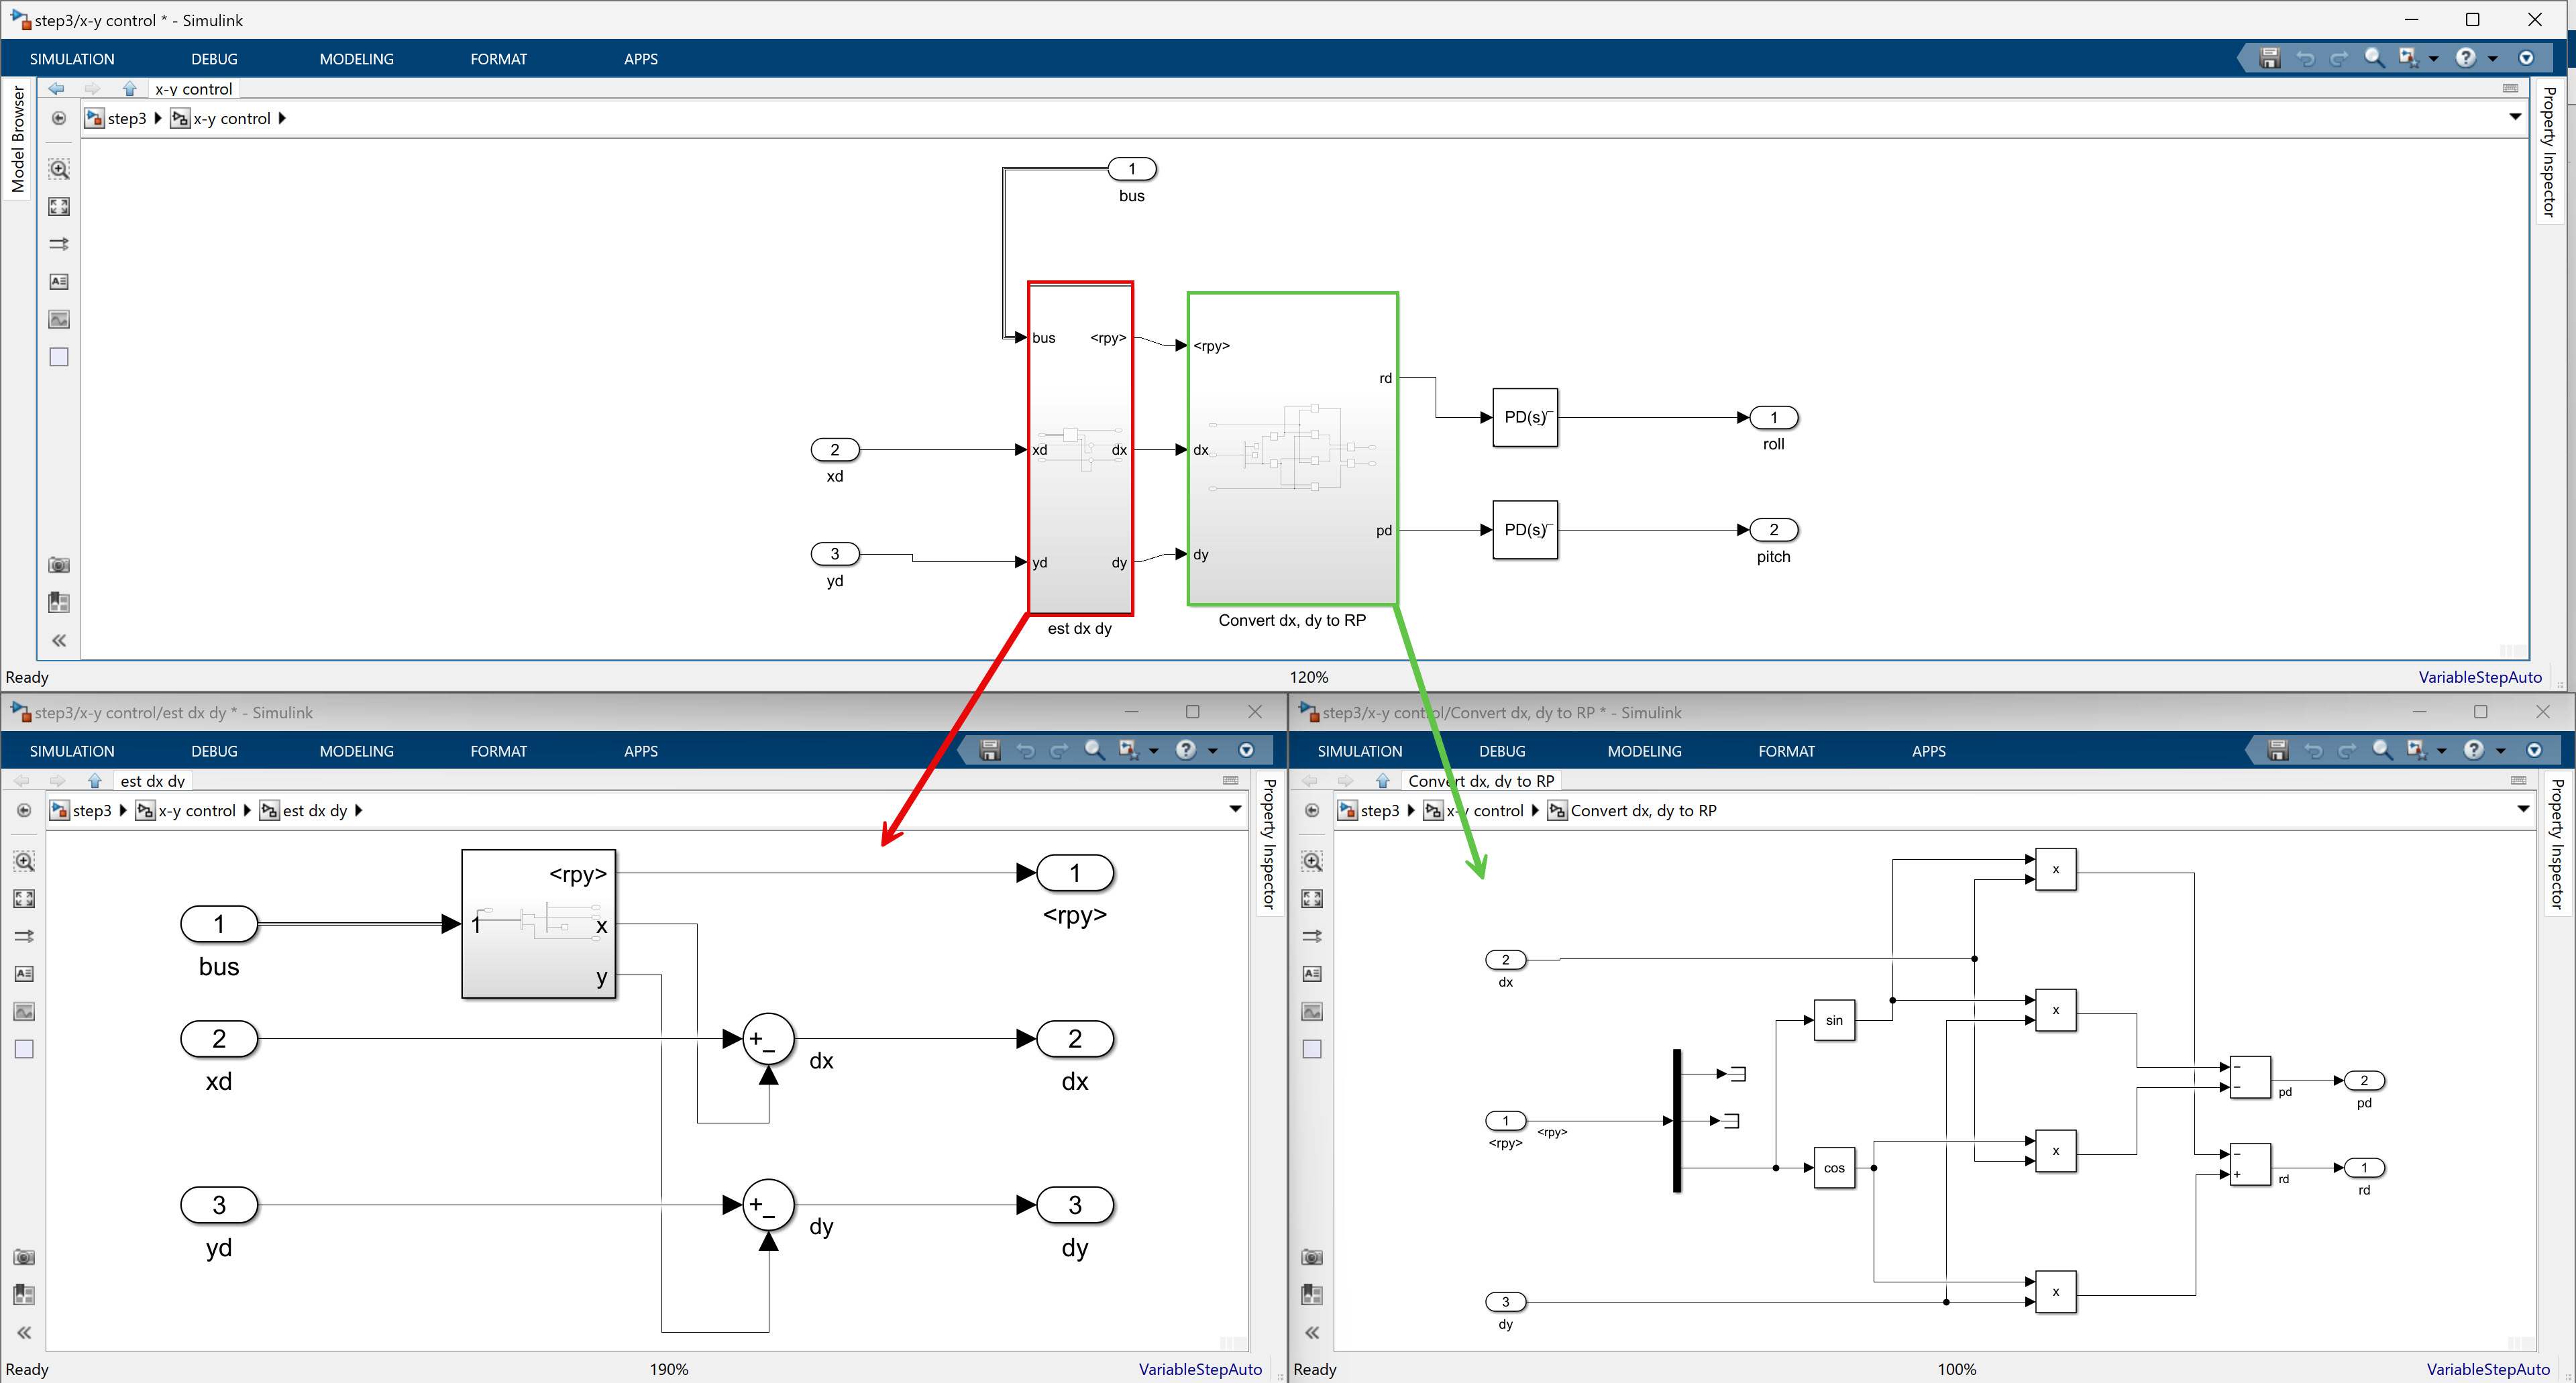 step3/x-y control * - Simulink
SIMULATION DEBUG MODELING FORMAT APPS
x-y control
step3 x-y control
Model Browser
Property Inspector
1
bus
bus <rpy>
<rpy>
rd
PD(s)
1
roll
2
xd
xd dx
dx
3
yd
yd dy
dy
pd
PD(s)
2
pitch
est dx dy
Convert dx, dy to RP
Ready 120% VariableStepAuto
step3/x-y control/est dx dy * - Simulink
SIMULATION DEBUG MODELING FORMAT APPS
est dx dy
step3 x-y control est dx dy
Property Inspector
1
bus
1 <rpy>
x
y
1
<rpy>
2
xd
+
−
dx
2
dx
3
yd
+
−
dy
3
dy
Ready 190% VariableStepAuto
step3/x-y control/Convert dx, dy to RP * - Simulink
SIMULATION DEBUG MODELING FORMAT APPS
Convert dx, dy to RP
step3 x-y control Convert dx, dy to RP
Property Inspector
x
2
dx
x
sin
1
<rpy>
<rpy>
−
−
pd
2
pd
x
cos
−
+
rd
1
rd
x
3
dy
Ready 100% VariableStepAuto